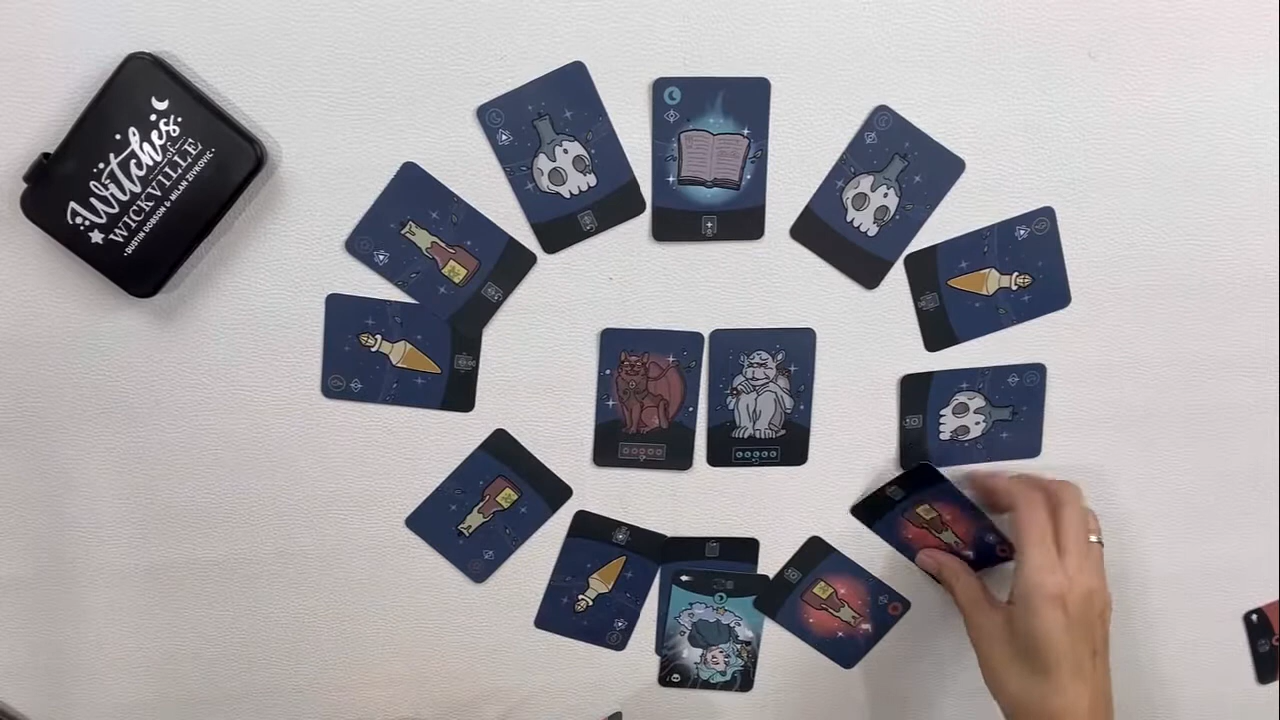 Witches
of
WICKVILLE
• DUSTIN DOBSON & MILAN ZIVKOVIC •